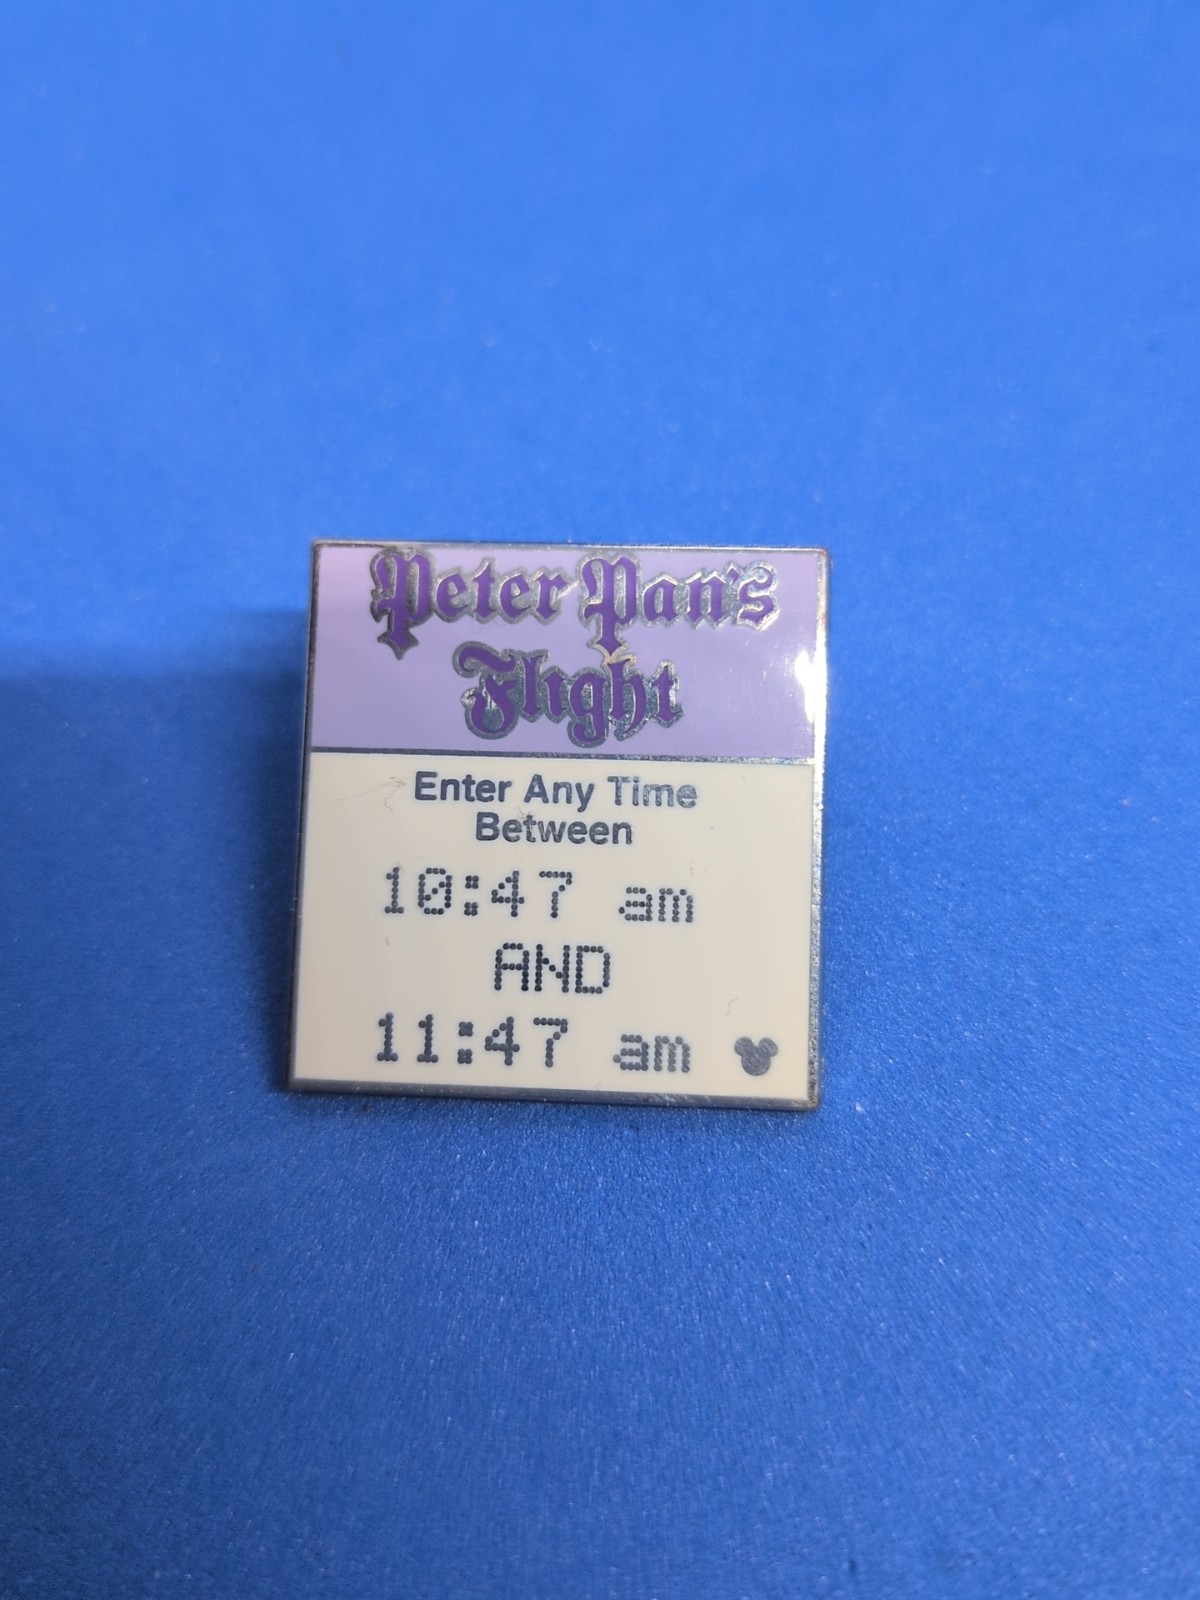 Peter Pan's
Flight
Enter Any Time
Between
10:47 am
AND
11:47 am